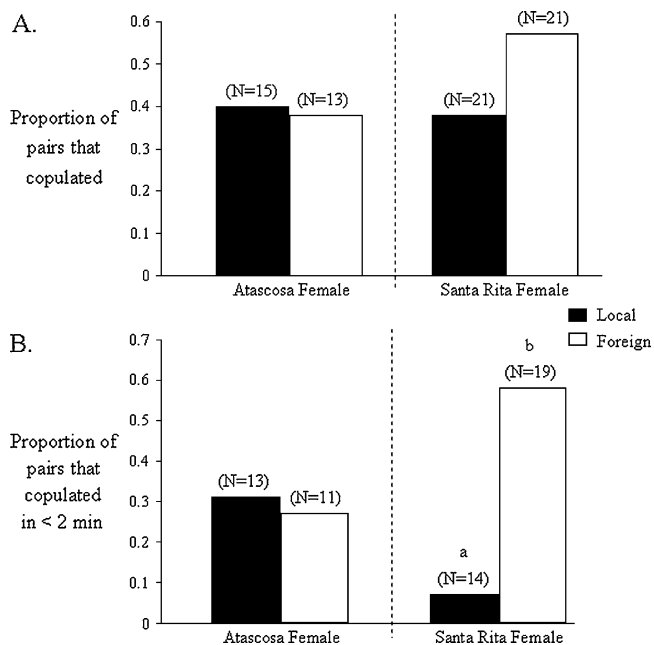 A.
Proportion of
pairs that
copulated
0.6
0.5
0.4
0.3
0.2
0.1
0
(N=15)
(N=13)
(N=21)
(N=21)
Atascosa Female
Santa Rita Female
Local
Foreign
B.
Proportion of
pairs that
copulated
in < 2 min
0.7
0.6
0.5
0.4
0.3
0.2
0.1
0
(N=13)
(N=11)
a
(N=14)
b
(N=19)
Atascosa Female
Santa Rita Female